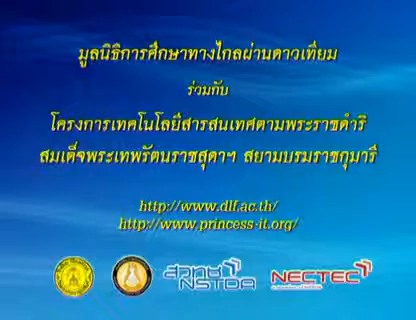 มูลนิธิการศึกษาทางไกลผ่านดาวเทียม
ร่วมกับ
โครงการเทคโนโลยีสารสนเทศตามพระราชดำริ
สมเด็จพระเทพรัตนราชสุดาฯ สยามบรมราชกุมารี
http://www.dlf.ac.th/
http://www.princess-it.org/
สวทช
NSTDA
NECTEC